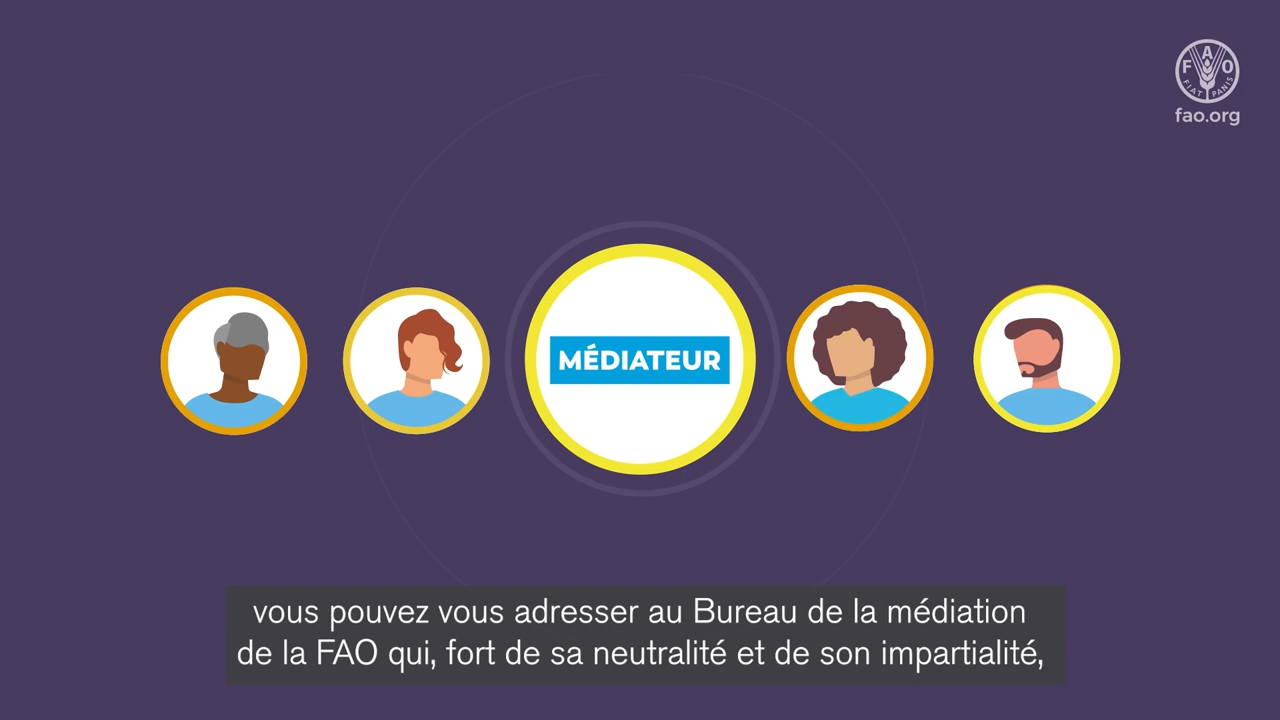 FAO
FIAT PANIS
fao.org
MÉDIATEUR
vous pouvez vous adresser au Bureau de la médiation
de la FAO qui, fort de sa neutralité et de son impartialité,